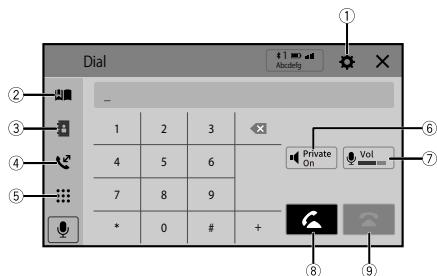 ①
Dial
1
Abcdefg
②
_
③
1 2 3
④
4 5 6
Private
On
Vol
⑥
⑦
⑤
7 8 9
* 0 # +
⑧
⑨